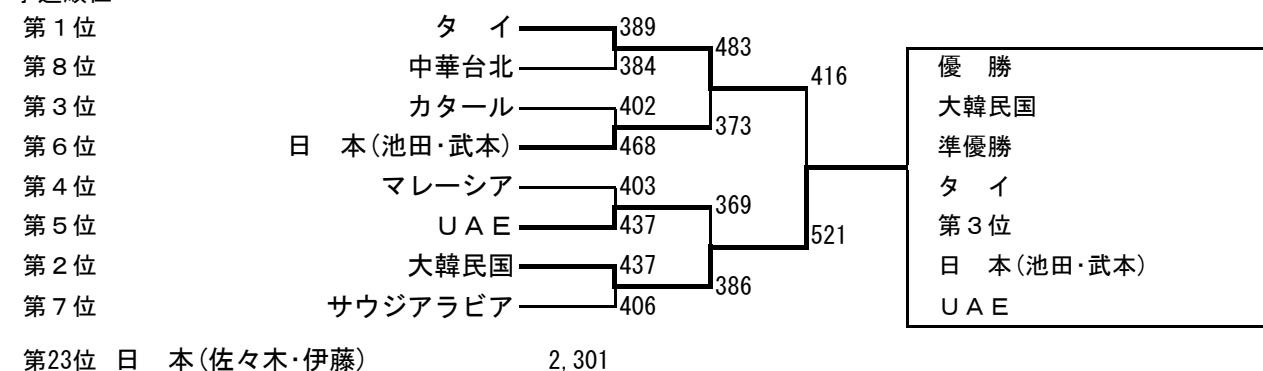 第１位 タ　イ 389
483
第８位 中華台北 384
416
第３位 カタール 402
373
第６位 日　本(池田･武本) 468
第４位 マレーシア 403
369
第５位 ＵＡＥ 437
521
第２位 大韓民国 437
386
第７位 サウジアラビア 406
優　勝
大韓民国
準優勝
タ　イ
第３位
日　本(池田･武本)
ＵＡＥ
第23位 日　本(佐々木･伊藤) 2,301